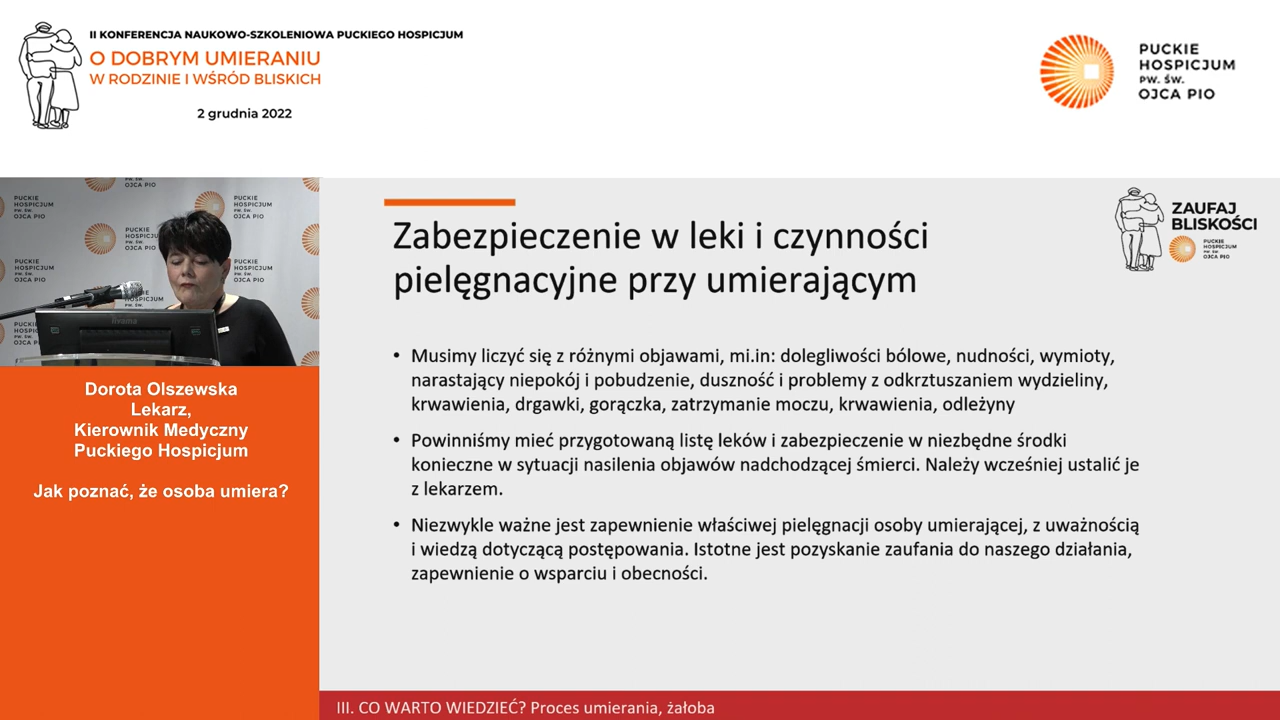 II KONFERENCJA NAUKOWO-SZKOLENIOWA PUCKIEGO HOSPICJUM
O DOBRYM UMIERANIU
W RODZINIE I WŚRÓD BLISKICH
2 grudnia 2022
PUCKIE
HOSPICJUM
PW. ŚW.
OJCA PIO
PUCKIE
HOSPICJUM
PW. ŚW.
OJCA PIO
Dorota Olszewska
Lekarz,
Kierownik Medyczny
Puckiego Hospicjum
Jak poznać, że osoba umiera?
ZAUFAJ
BLISKOŚCI
PUCKIE
HOSPICJUM
PW. ŚW.
OJCA PIO
Zabezpieczenie w leki i czynności
pielęgnacyjne przy umierającym
• Musimy liczyć się z różnymi objawami, mi.in: dolegliwości bólowe, nudności, wymioty,
narastający niepokój i pobudzenie, duszność i problemy z odkrztuszaniem wydzieliny,
krwawienia, drgawki, gorączka, zatrzymanie moczu, krwawienia, odleżyny
• Powinniśmy mieć przygotowaną listę leków i zabezpieczenie w niezbędne środki
konieczne w sytuacji nasilenia objawów nadchodzącej śmierci. Należy wcześniej ustalić je
z lekarzem.
• Niezwykle ważne jest zapewnienie właściwej pielęgnacji osoby umierającej, z uważnością
i wiedzą dotyczącą postępowania. Istotne jest pozyskanie zaufania do naszego działania,
zapewnienie o wsparciu i obecności.
III. CO WARTO WIEDZIEĆ? Proces umierania, żałoba